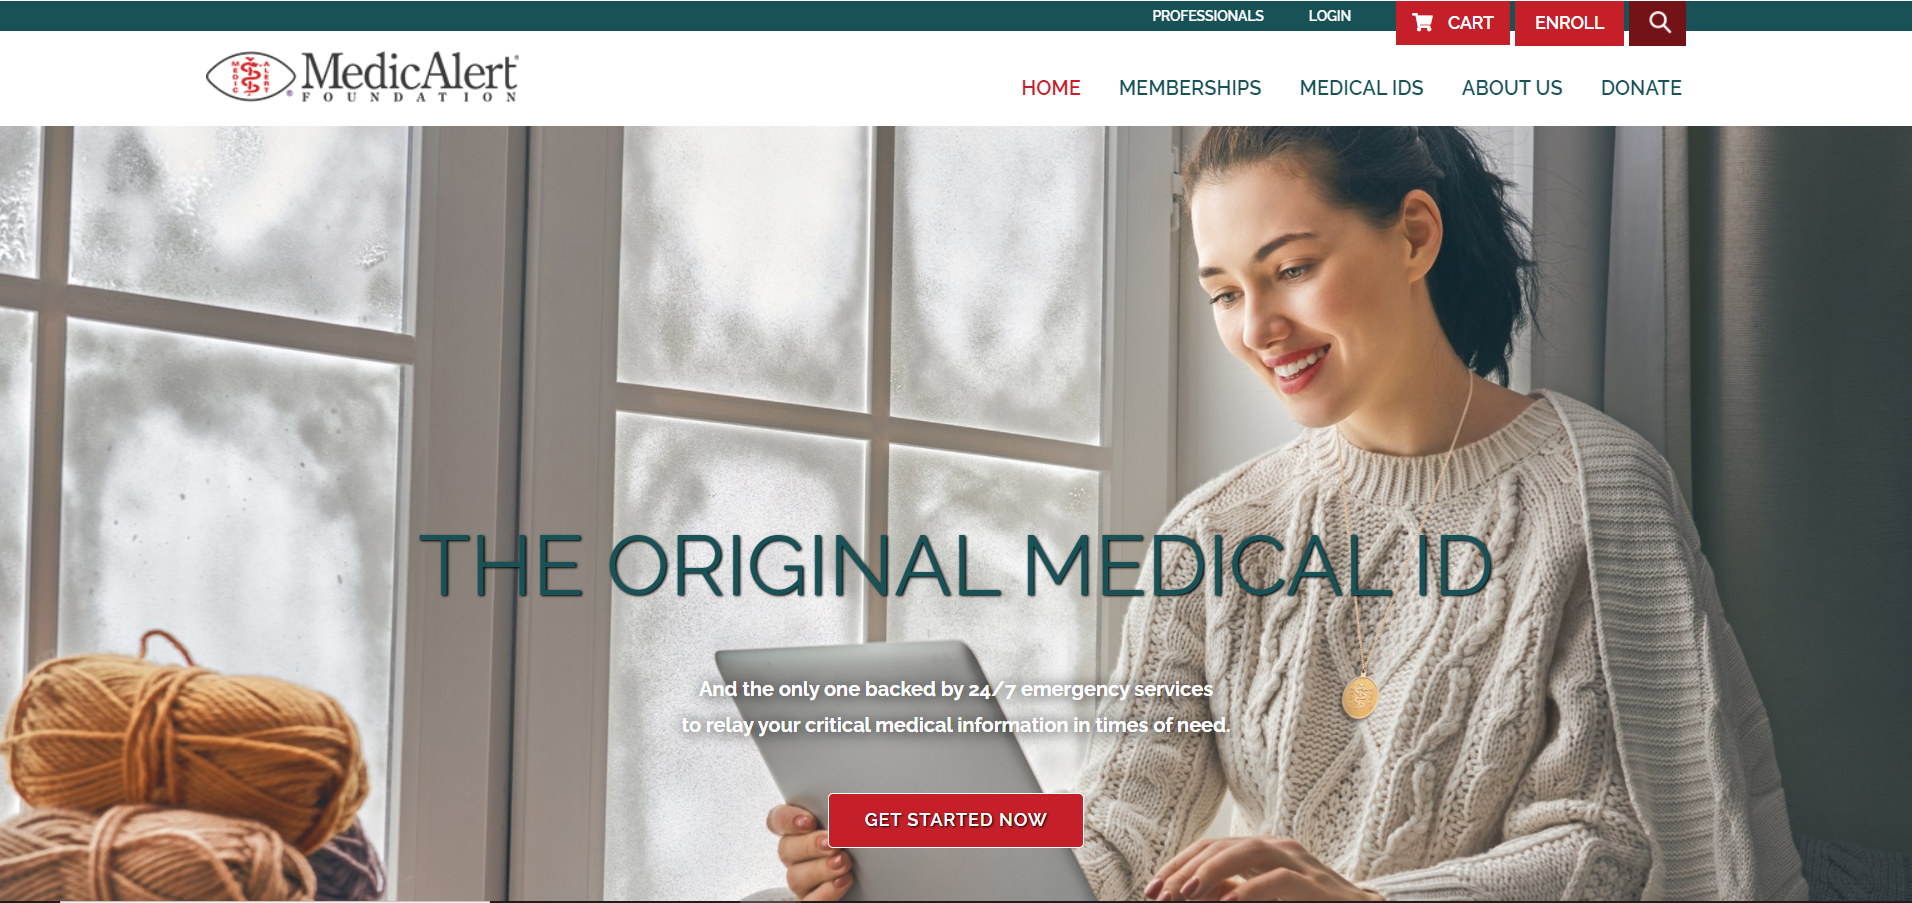 PROFESSIONALS
LOGIN
CART
ENROLL
MEDIC ALERT
MedicAlert®
FOUNDATION
HOME
MEMBERSHIPS
MEDICAL IDS
ABOUT US
DONATE
THE ORIGINAL MEDICAL ID
And the only one backed by 24/7 emergency services
to relay your critical medical information in times of need.
GET STARTED NOW